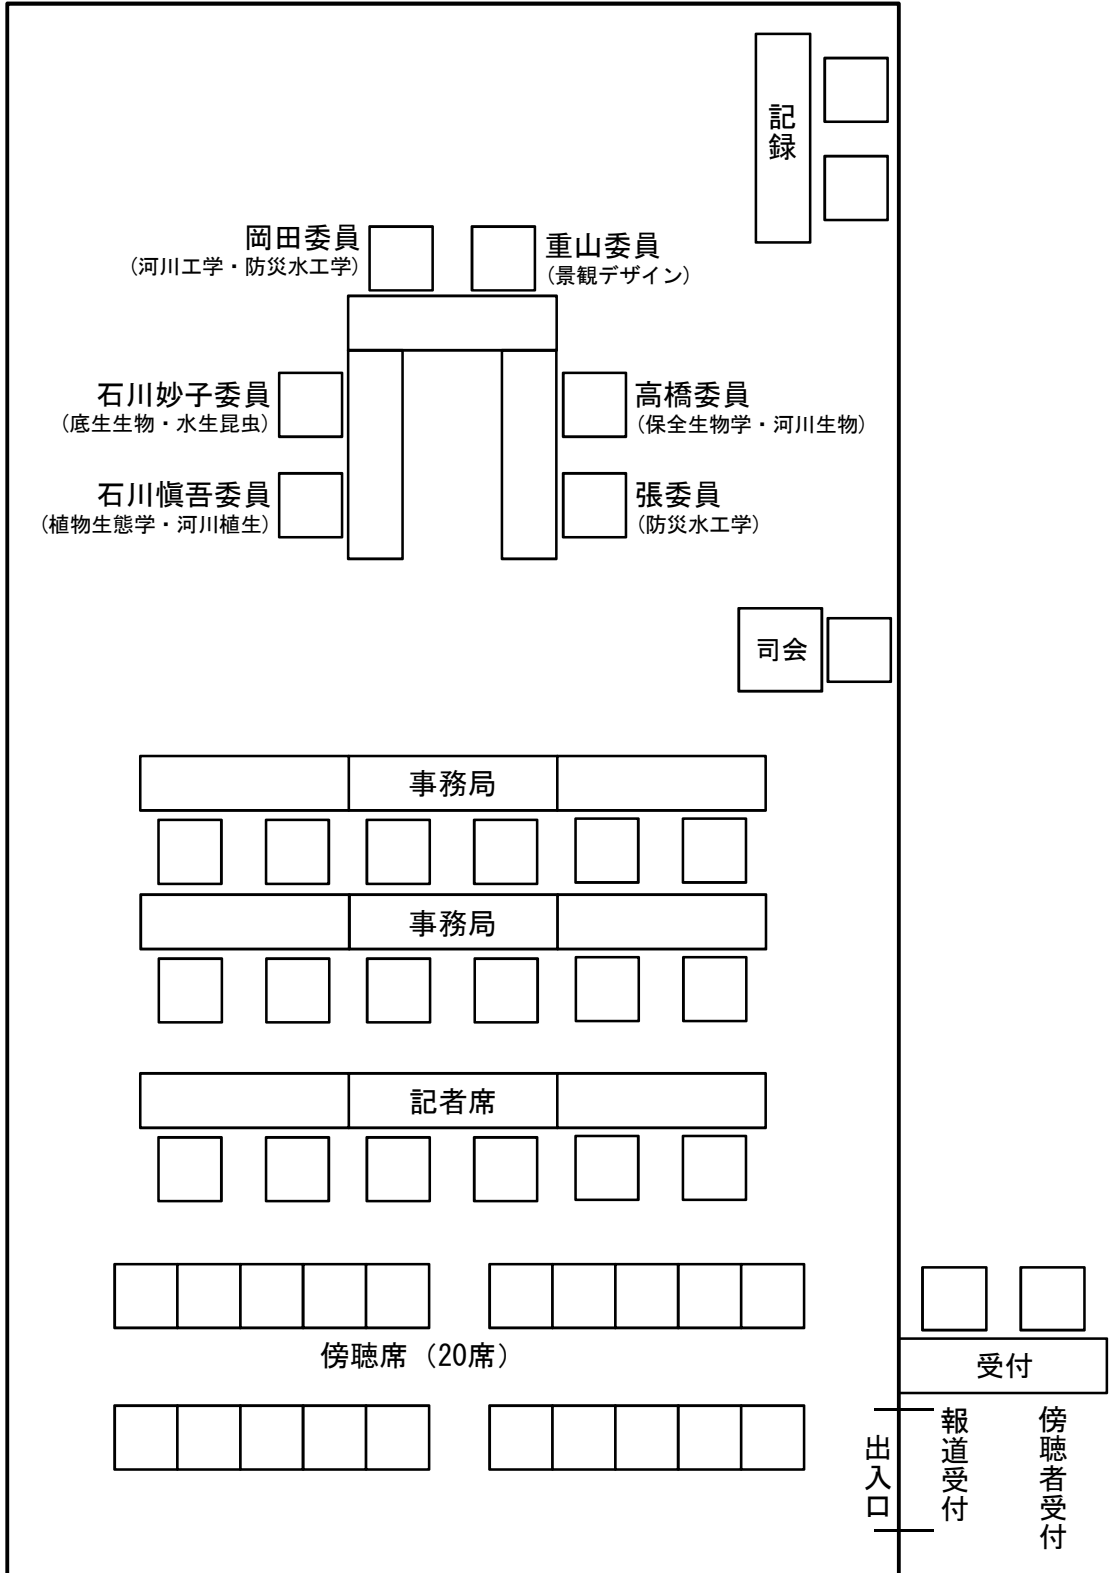 記録
岡田委員
(河川工学・防災水工学)
重山委員
(景観デザイン)
石川妙子委員
(底生生物・水生昆虫)
高橋委員
(保全生物学・河川生物)
石川愼吾委員
(植物生態学・河川植生)
張委員
(防災水工学)
司会
事務局
事務局
記者席
傍聴席（20席）
受付
出入口
報道受付
傍聴者受付